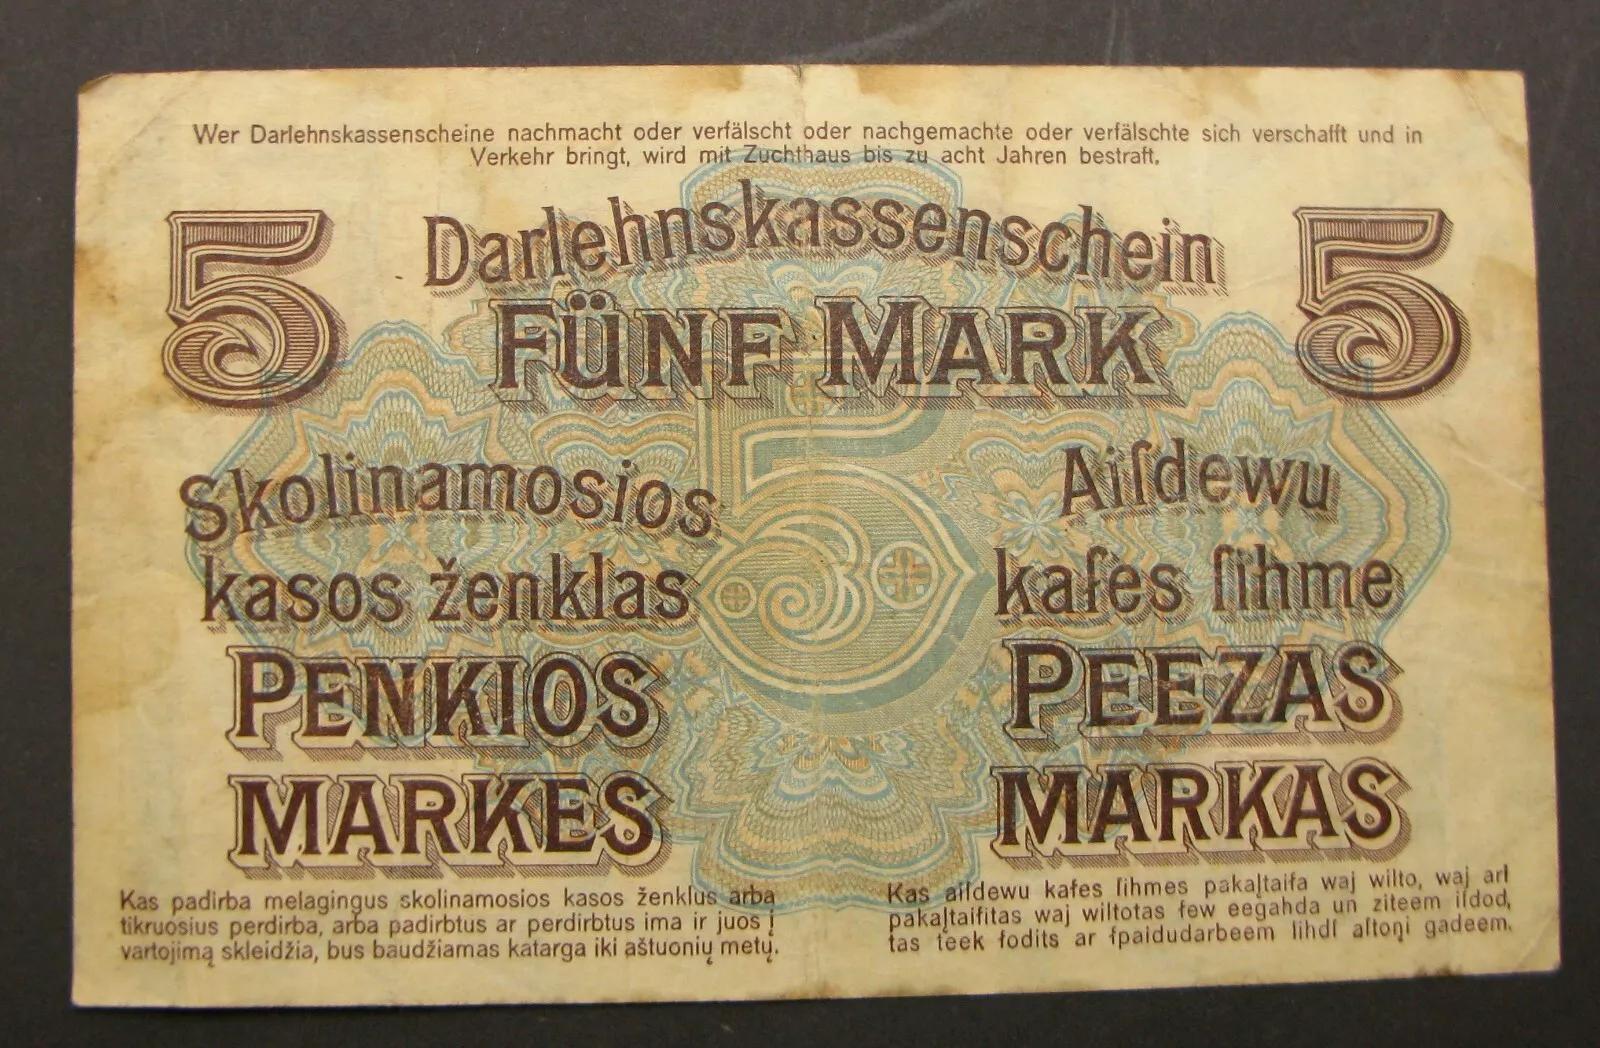 Wer Darlehnskassenscheine nachmacht oder verfälscht oder nachgemachte oder verfälschte sich verschafft und in
Verkehr bringt, wird mit Zuchthaus bis zu acht Jahren bestraft.
5 Darlehnskassenschein 5
FÜNF MARK
5
Skolinamosios
kasos ženklas
PENKIOS
MARKES
Aiſdewu
kaſes ſihme
PEEZAS
MARKAS
Kas padirba melagingus skolinamosios kasos ženklus arba
tikruosius perdirba, arba padirbtus ar perdirbtus ima ir juos į
vartojimą skleidžia, bus baudžiamas katarga iki aštuonių metų.
Kas aiſdewu kaſes ſihmes pakaļtaiſa waj wilto, waj arī
pakaļtaiſitas waj wiltotas ſew eegahda un ziteem iſdod,
tas teek ſodits ar ſpaidudarbeem lihdſ aſtoņi gadeem.